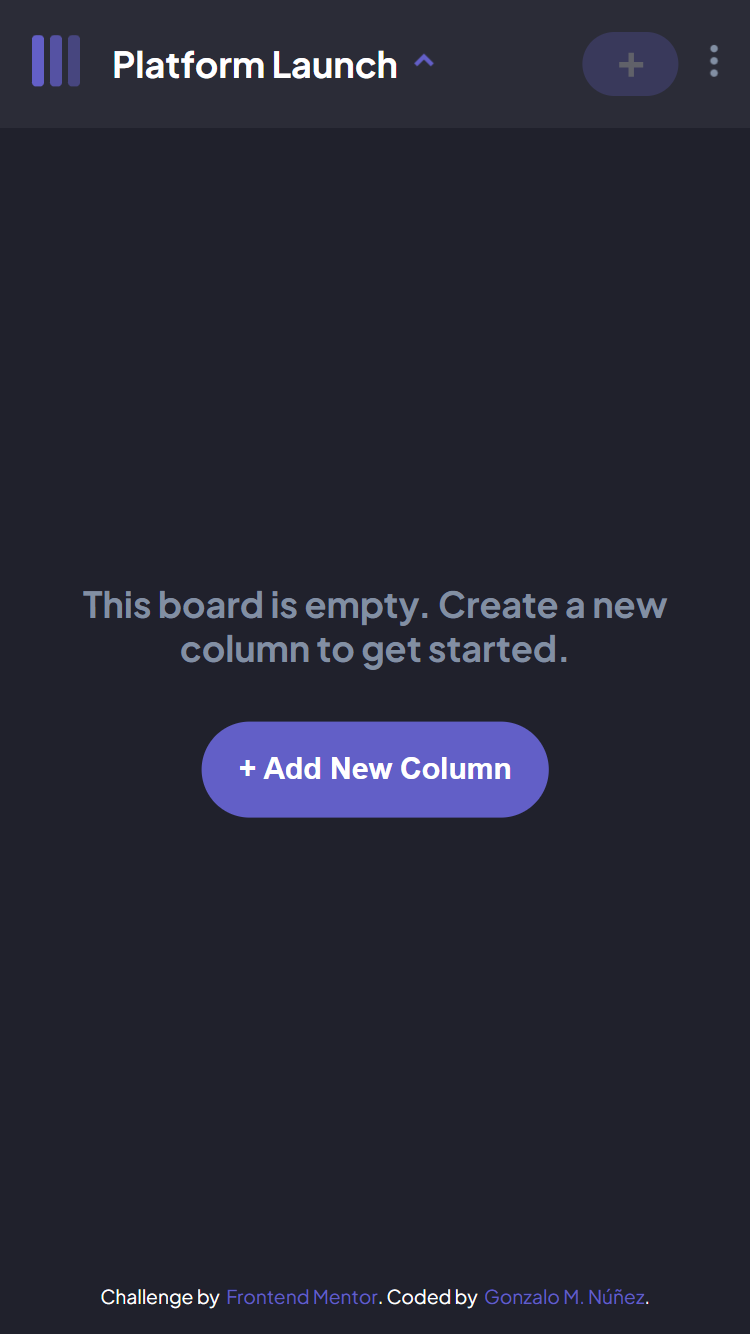 Platform Launch
+
This board is empty. Create a new
column to get started.
+ Add New Column
Challenge by Frontend Mentor. Coded by Gonzalo M. Núñez.